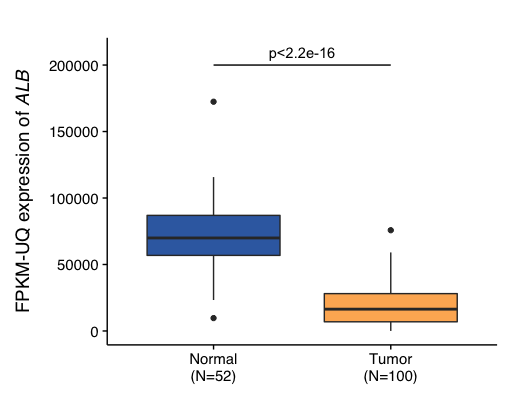 p<2.2e-16
FPKM-UQ expression of ALB
200000
150000
100000
50000
0
Normal
(N=52)
Tumor
(N=100)